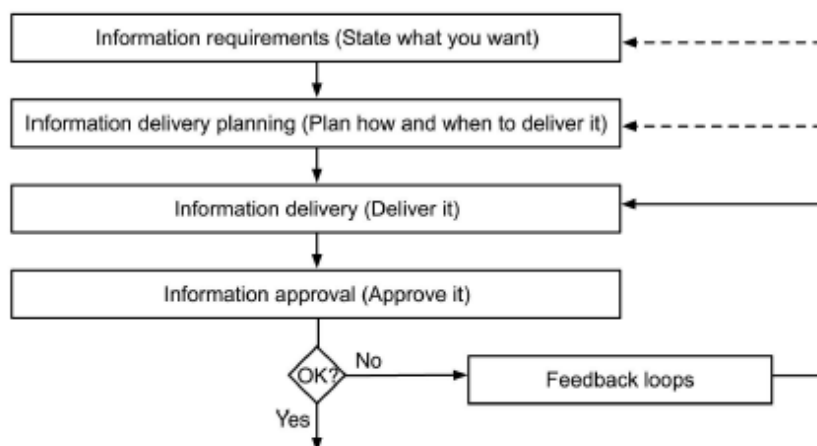 Information requirements (State what you want)
Information delivery planning (Plan how and when to deliver it)
Information delivery (Deliver it)
Information approval (Approve it)
OK?
No
Feedback loops
Yes